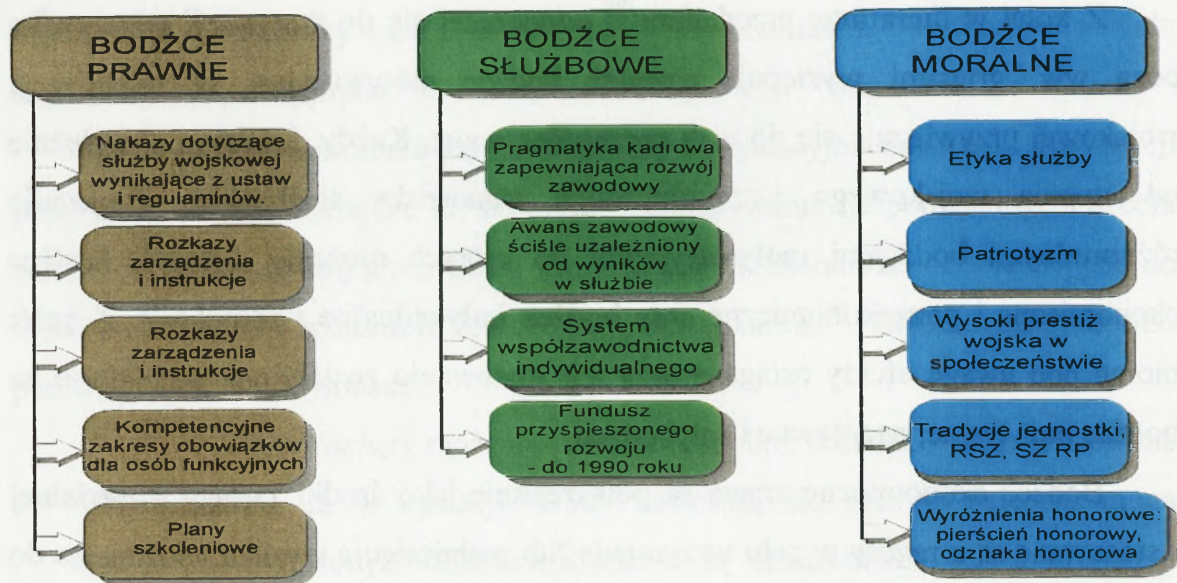 BODŹCE
PRAWNE
Nakazy dotyczące
służby wojskowej
wynikające z ustaw
i regulaminów.
Rozkazy
zarządzenia
i instrukcje
Rozkazy
zarządzenia
i instrukcje
Kompetencyjne
zakresy obowiązków
dla osób funkcyjnych
Plany
szkoleniowe
BODŹCE
SŁUŻBOWE
Pragmatyka kadrowa
zapewniająca rozwój
zawodowy
Awans zawodowy
ściśle uzależniony
od wyników
w służbie
System
współzawodnictwa
indywidualnego
Fundusz
przyspieszonego
rozwoju
- do 1990 roku
BODŹCE
MORALNE
Etyka służby
Patriotyzm
Wysoki prestiż
wojska w
społeczeństwie
Tradycje jednostki,
RSZ, SZ RP
Wyróżnienia honorowe:
pierścień honorowy,
odznaka honorowa